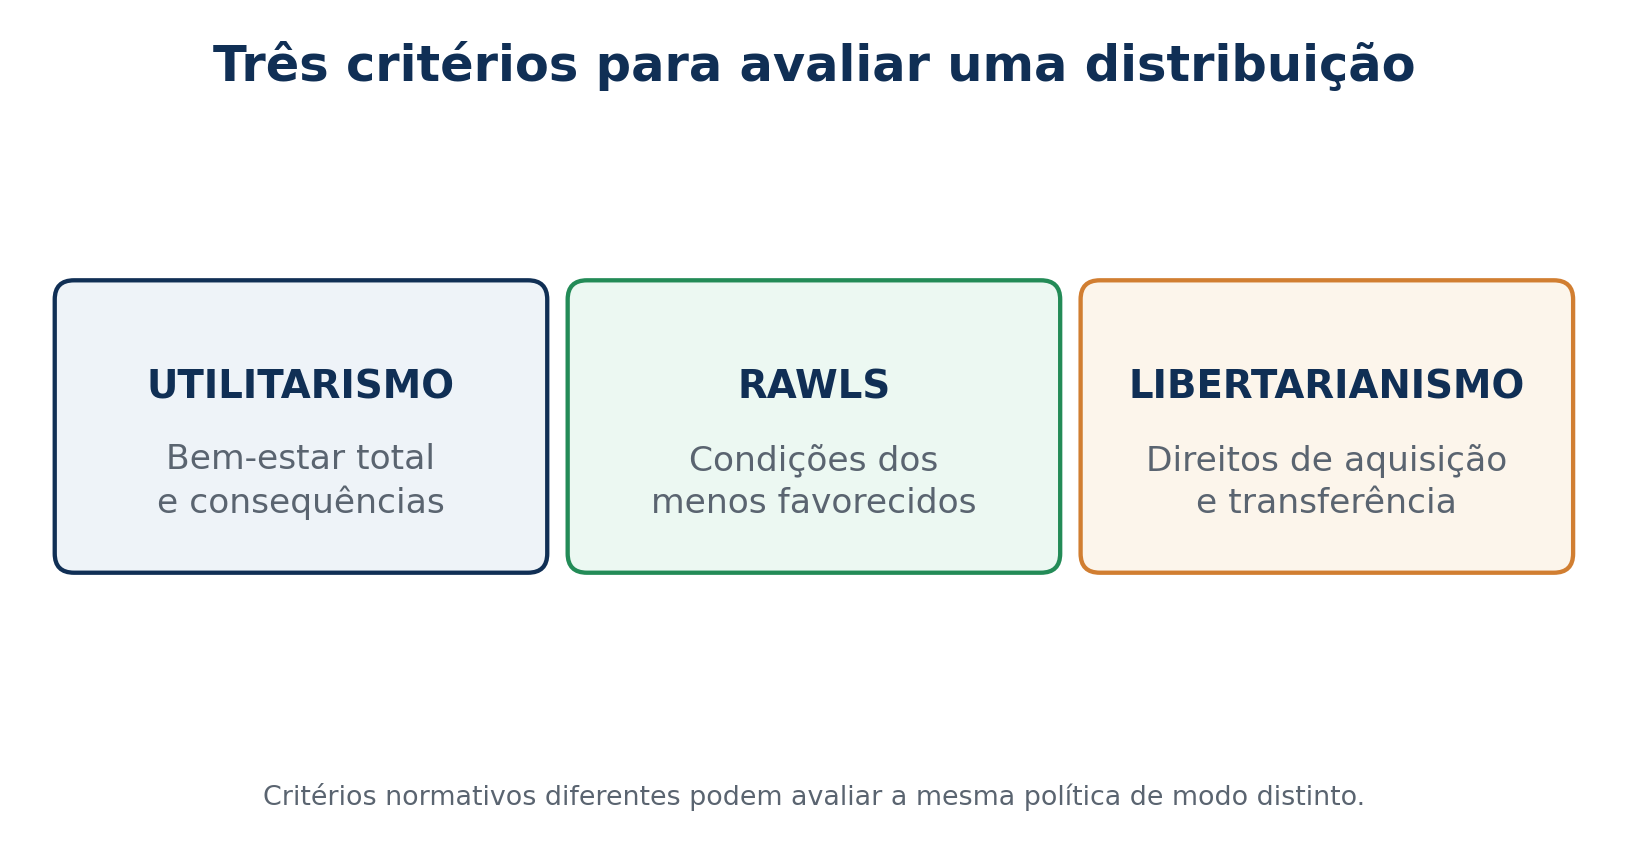 Três critérios para avaliar uma distribuição
UTILITARISMO
Bem-estar total
e consequências
RAWLS
Condições dos
menos favorecidos
LIBERTARIANISMO
Direitos de aquisição
e transferência
Critérios normativos diferentes podem avaliar a mesma política de modo distinto.